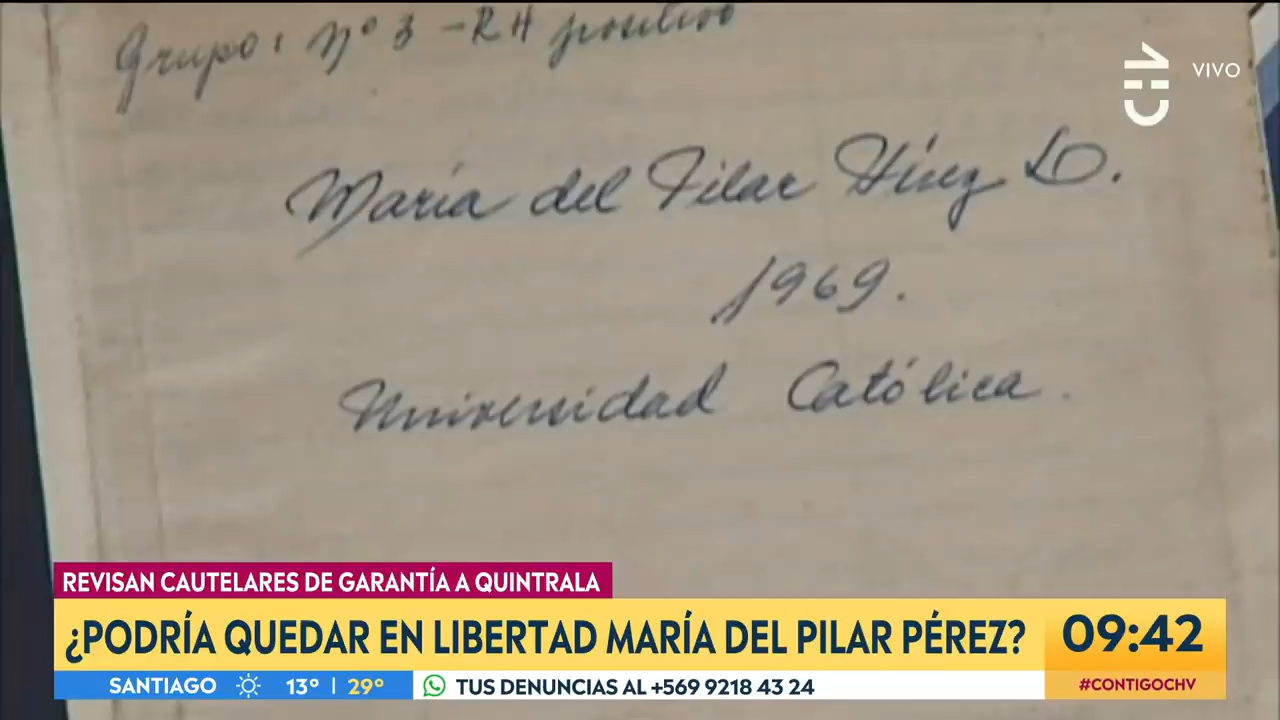 Grupo: nº 3 - RH positivo
CHV
VIVO
María del Pilar
D.
1969.
Universidad Católica.
REVISAN CAUTELARES DE GARANTÍA A QUINTRALA
¿PODRÍA QUEDAR EN LIBERTAD MARÍA DEL PILAR PÉREZ?
09:42
SANTIAGO 13° | 29°
TUS DENUNCIAS AL +569 9218 43 24
#CONTIGOCHV